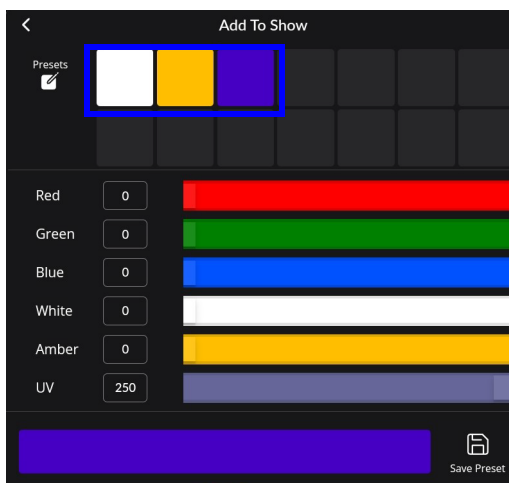 Add To Show
Presets
Red 0
Green 0
Blue 0
White 0
Amber 0
UV 250
Save Preset